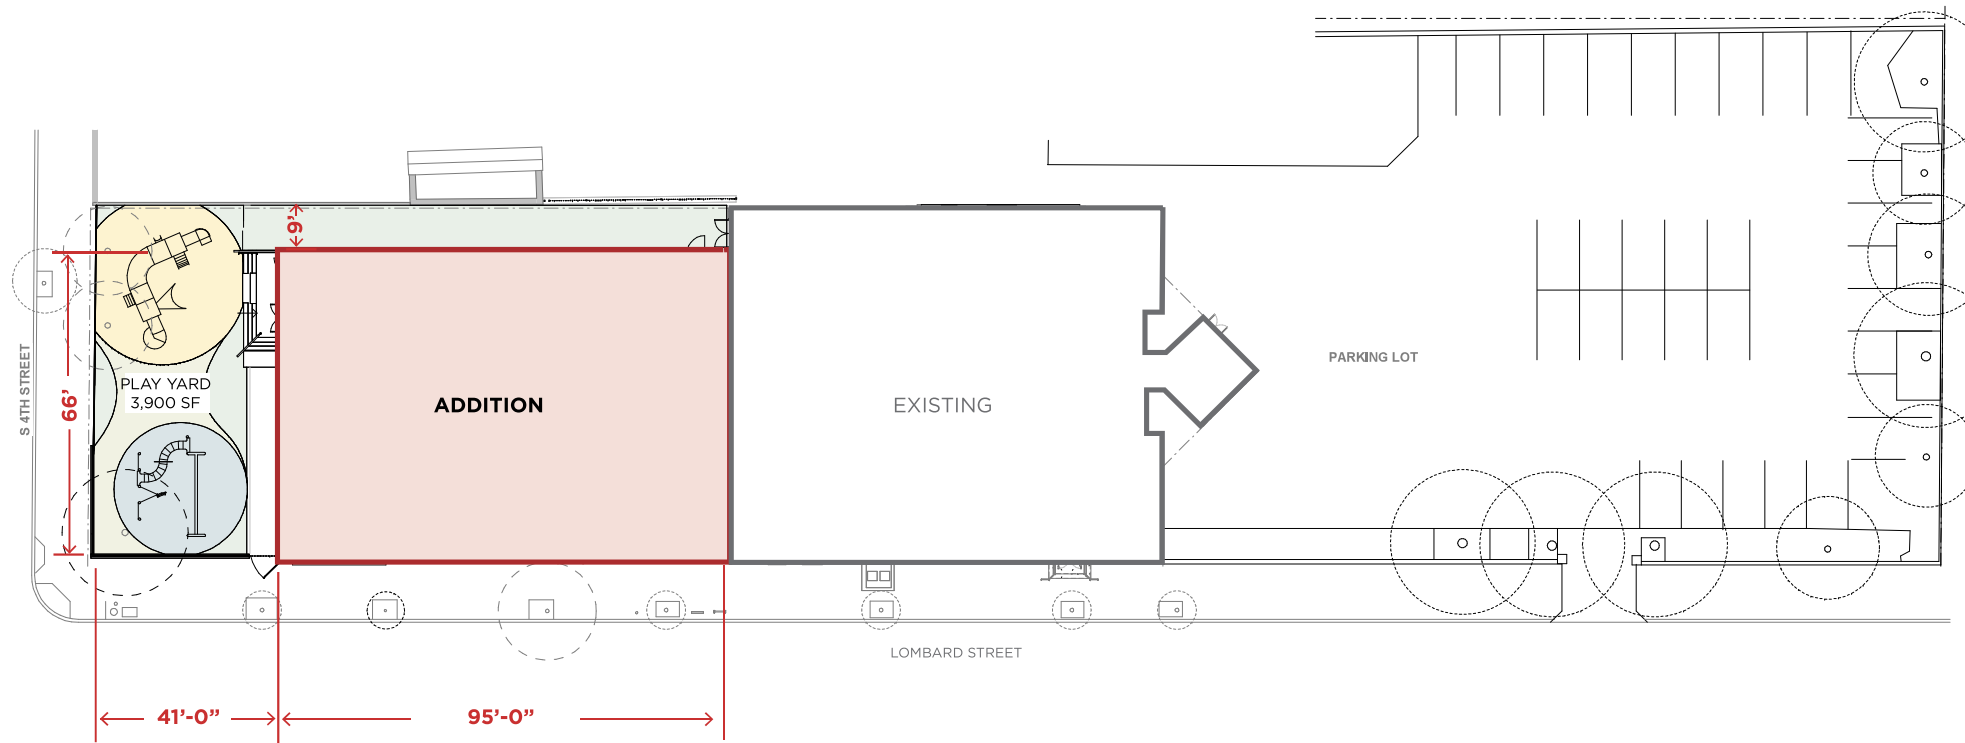 9'
S 4TH STREET
66'
PLAY YARD
3,900 SF
ADDITION
EXISTING
PARKING LOT
LOMBARD STREET
41'-0”
95'-0”